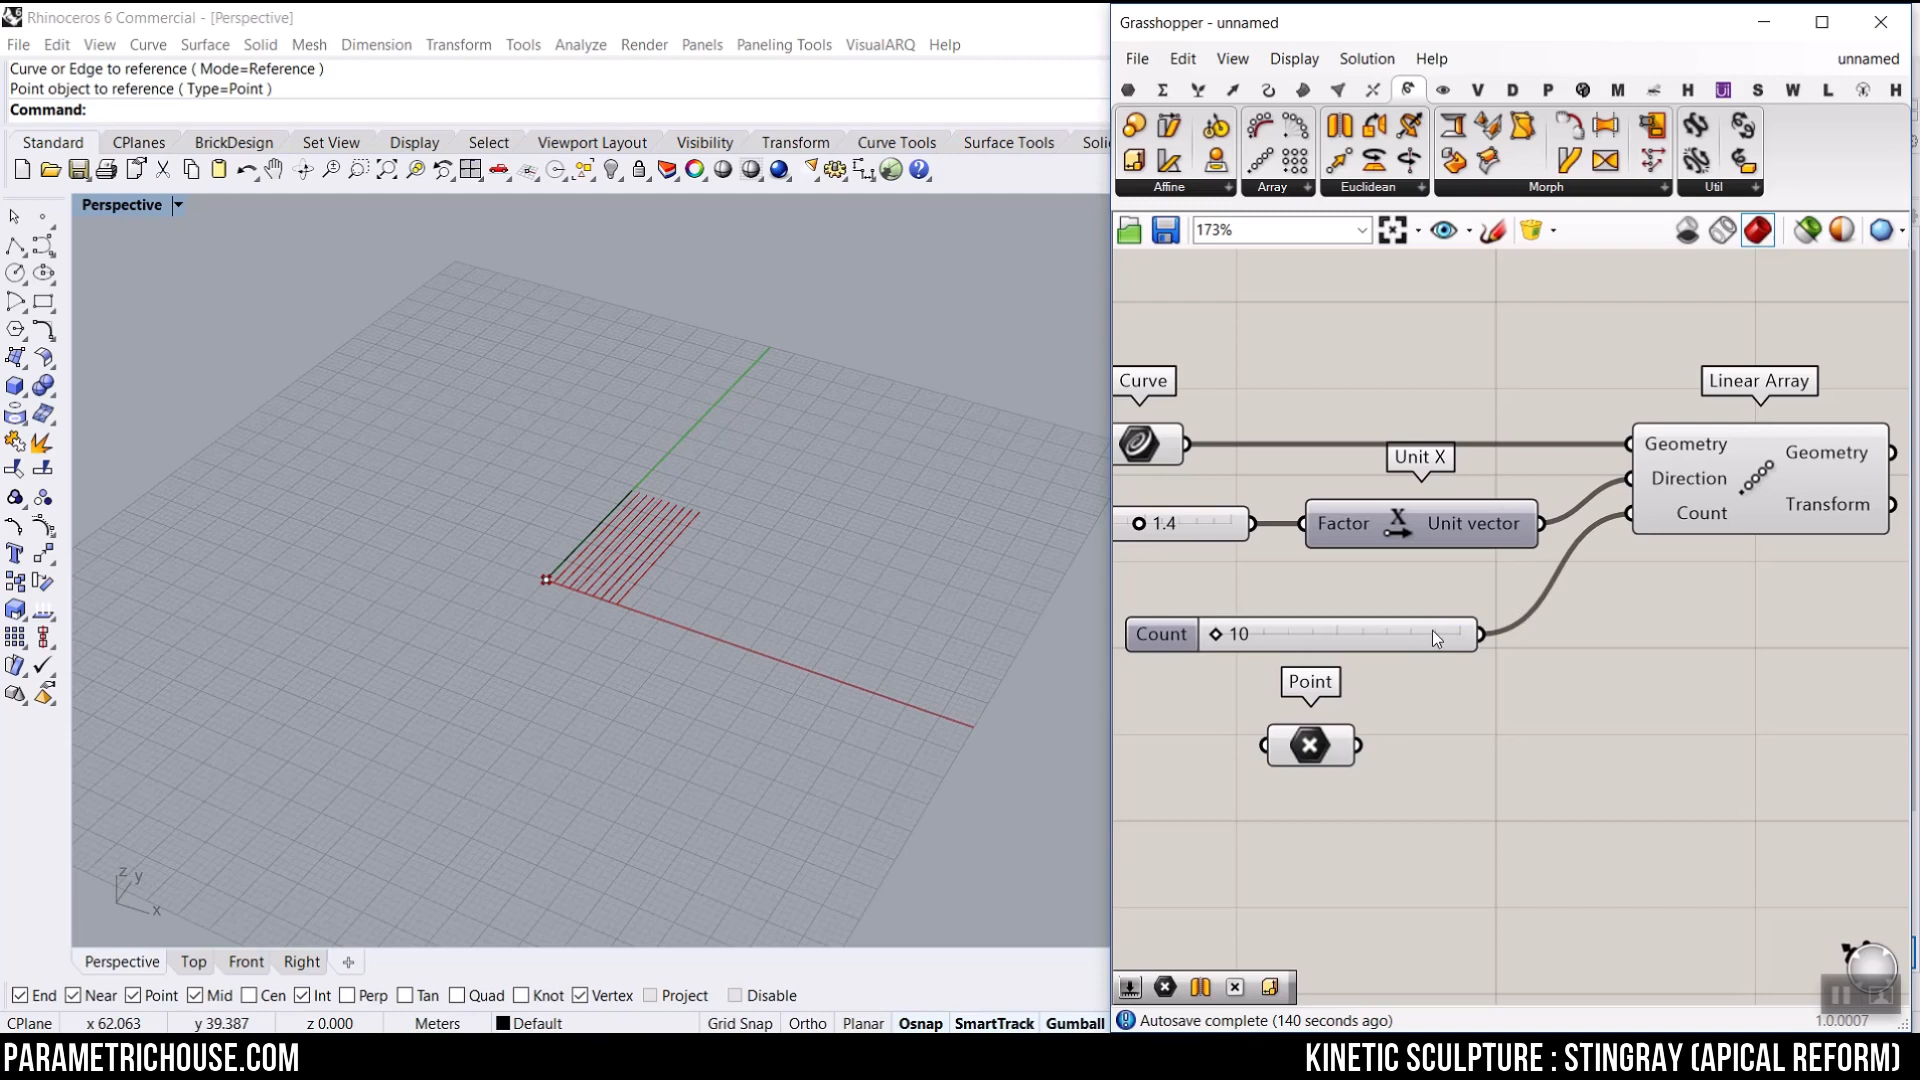 Rhinoceros 6 Commercial - [Perspective]
File Edit View Curve Surface Solid Mesh Dimension Transform Tools Analyze Render Panels Paneling Tools VisualARQ Help
Curve or Edge to reference ( Mode=Reference )
Point object to reference ( Type=Point )
Command:
Standard CPlanes BrickDesign Set View Display Select Viewport Layout Visibility Transform Curve Tools Surface Tools Soli
Perspective
z y
x
Perspective Top Front Right
End Near Point Mid Cen Int Perp Tan Quad Knot Vertex Project Disable
CPlane x 62.063 y 39.387 z 0.000 Meters Default Grid Snap Ortho Planar Osnap SmartTrack Gumball
Grasshopper - unnamed
File Edit View Display Solution Help unnamed
V D P M H S W L H
Affine Array Euclidean Morph Util
173%
Curve
Linear Array
Geometry
Direction
Count
Geometry
Transform
Unit X
1.4
Factor X Unit vector
Count 10
Point
Autosave complete (140 seconds ago) 1.0.0007
PARAMETRICHOUSE.COM
KINETIC SCULPTURE : STINGRAY (APICAL REFORM)